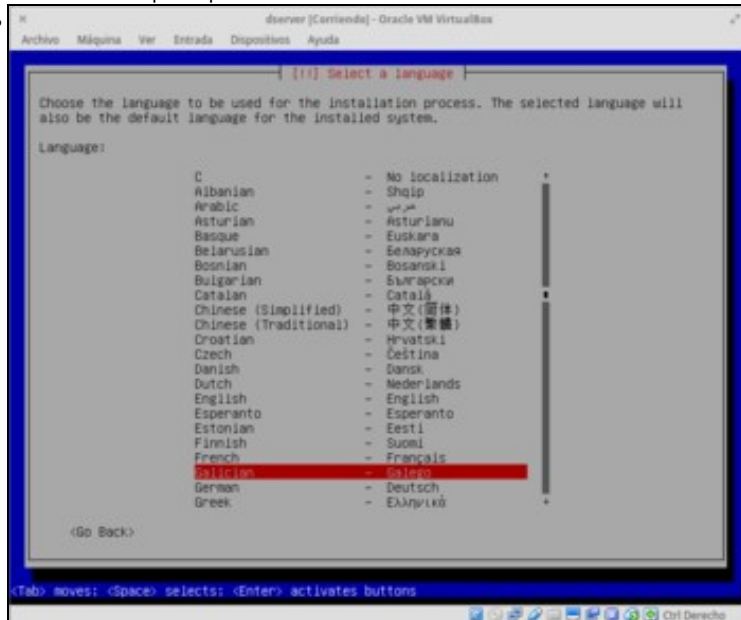 dserver [Corriendo] - Oracle VM VirtualBox
Archivo Máquina Ver Entrada Dispositivos Ayuda
[!!] Select a language
Choose the language to be used for the installation process. The selected language will
also be the default language for the installed system.
Language:
C - No localization
Albanian - Shqip
Arabic - عربي
Asturian - Asturianu
Basque - Euskara
Belarusian - Беларуская
Bosnian - Bosanski
Bulgarian - Български
Catalan - Català
Chinese (Simplified) - 中文(简体)
Chinese (Traditional) - 中文(繁體)
Croatian - Hrvatski
Czech - Čeština
Danish - Dansk
Dutch - Nederlands
English - English
Esperanto - Esperanto
Estonian - Eesti
Finnish - Suomi
French - Français
Galician - Galego
German - Deutsch
Greek - Ελληνικά
<Go Back>
<Tab> moves; <Space> selects; <Enter> activates buttons
Ctrl Derecho